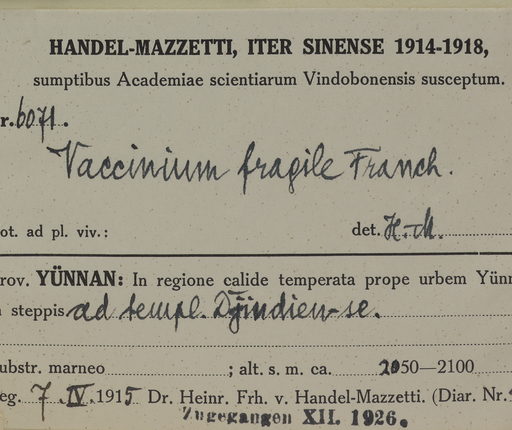 HANDEL-MAZZETTI, ITER SINENSE 1914-1918,
sumptibus Academiae scientiarum Vindobonensis susceptum.
r. 6071.
Vaccinium fragile Franch.
ot. ad pl. viv.:
det. H.-M.
rov. YÜNNAN: In regione calide temperata prope urbem Yünn
steppis ad templ. Djindien-se.
ubstr. marneo ; alt. s. m. ca. 2050—2100
eg. 7.IV.1915 Dr. Heinr. Frh. v. Handel-Mazzetti. (Diar. Nr.
Zugegangen XII. 1926.